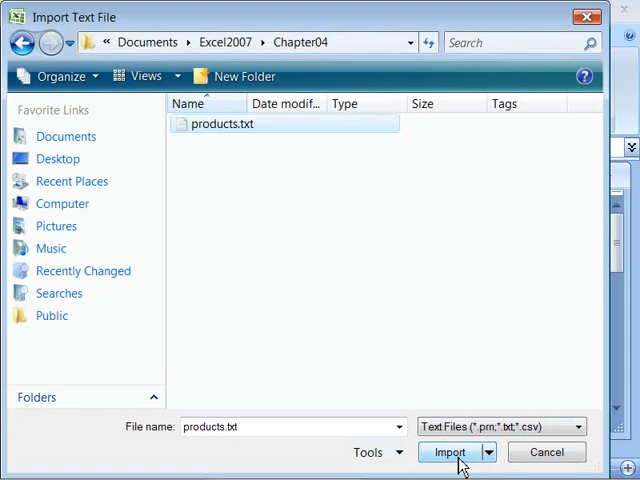 Import Text File
« Documents Excel2007 Chapter04
Search
Organize Views New Folder
Favorite Links
Documents
Desktop
Recent Places
Computer
Pictures
Music
Recently Changed
Searches
Public
Folders
Name Date modif... Type Size Tags
products.txt
File name: products.txt
Text Files (*.prn;*.txt;*.csv)
Tools Import Cancel